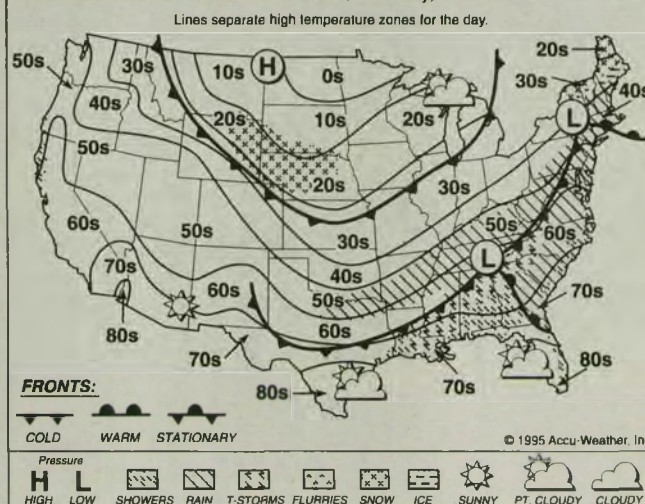 Lines separate high temperature zones for the day.
20s
50s
30s
10s
H
0s
30s
40s
40s
20s
10s
20s
L
50s
20s
30s
60s
50s
50s
60s
30s
70s
40s
L
60s
50s
70s
80s
60s
70s
80s
80s
70s
FRONTS:
COLD WARM STATIONARY
© 1995 Accu-Weather, In
Pressure
H L
HIGH LOW SHOWERS RAIN T-STORMS FLURRIES SNOW ICE SUNNY PT. CLOUDY CLOUDY